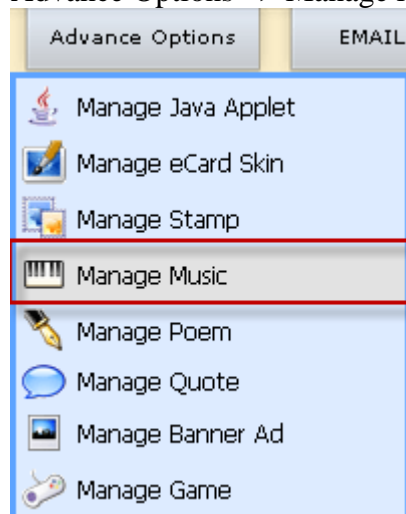 Advance Options
Advance Options EMAIL
Manage Java Applet
Manage eCard Skin
Manage Stamp
Manage Music
Manage Poem
Manage Quote
Manage Banner Ad
Manage Game